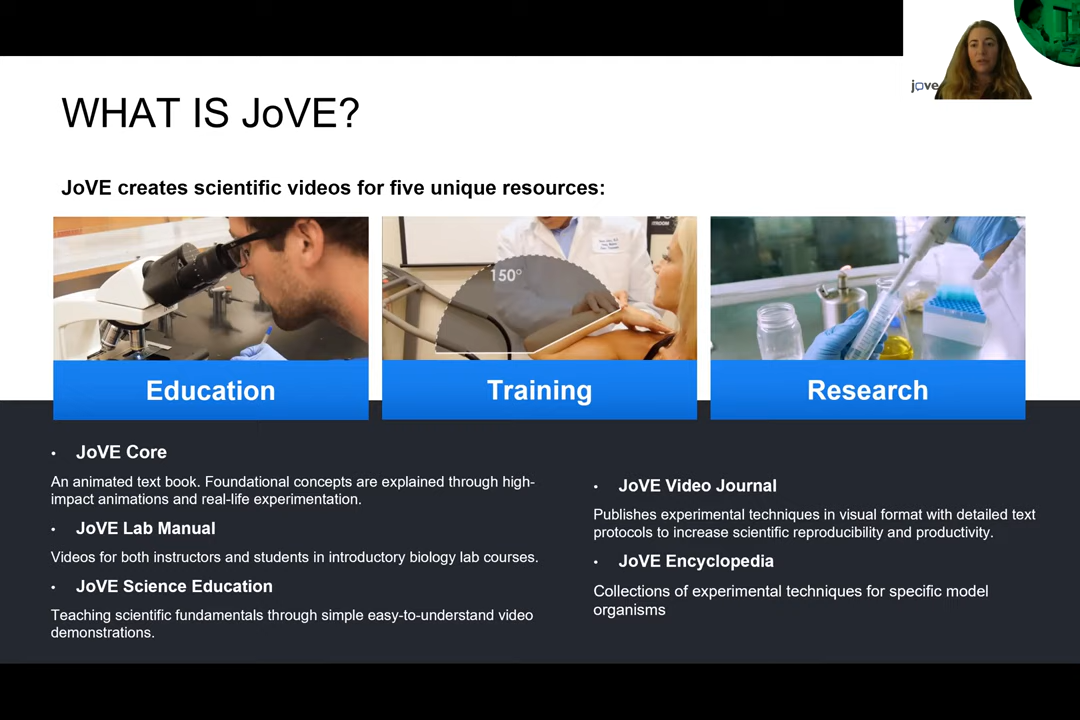 jove
WHAT IS JoVE?
JoVE creates scientific videos for five unique resources:
150°
Education
Training
Research
• JoVE Core
An animated text book. Foundational concepts are explained through high-
impact animations and real-life experimentation.
• JoVE Lab Manual
Videos for both instructors and students in introductory biology lab courses.
• JoVE Science Education
Teaching scientific fundamentals through simple easy-to-understand video
demonstrations.
• JoVE Video Journal
Publishes experimental techniques in visual format with detailed text
protocols to increase scientific reproducibility and productivity.
• JoVE Encyclopedia
Collections of experimental techniques for specific model
organisms